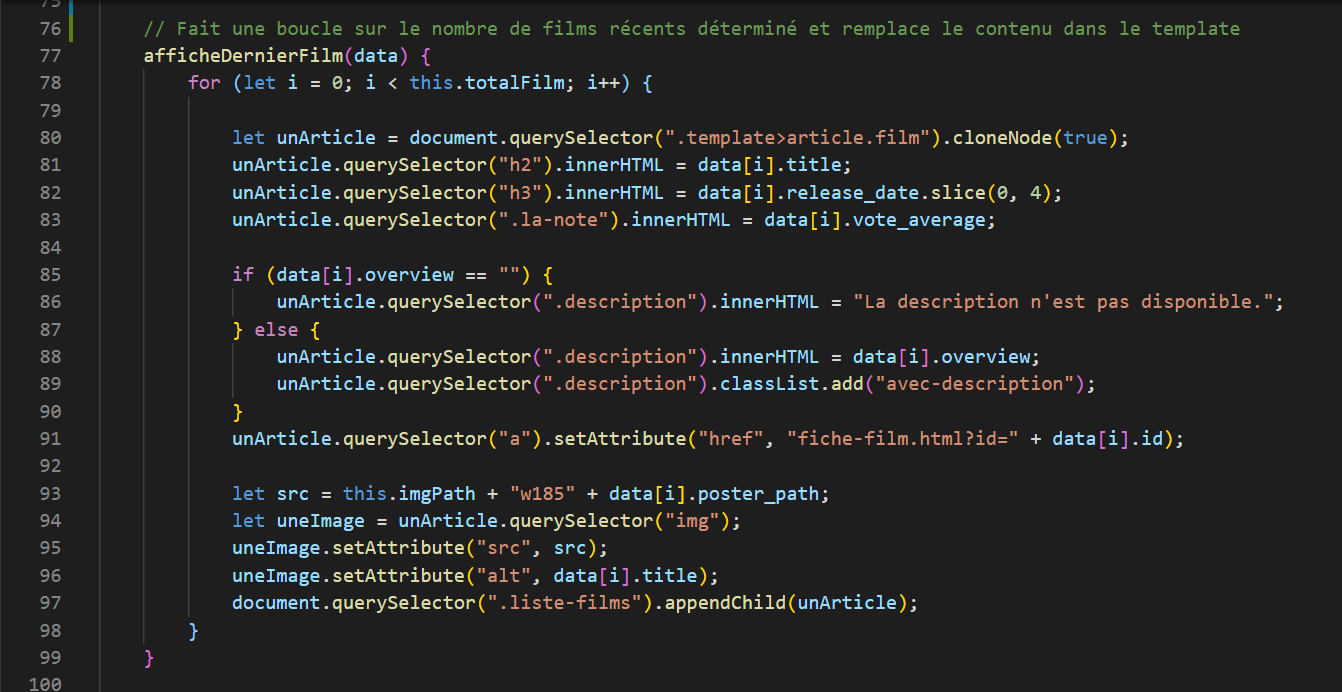 75
76 // Fait une boucle sur le nombre de films récents déterminé et remplace le contenu dans le template
77 afficheDernierFilm(data) {
78 for (let i = 0; i < this.totalFilm; i++) {
79
80 let unArticle = document.querySelector(".template>article.film").cloneNode(true);
81 unArticle.querySelector("h2").innerHTML = data[i].title;
82 unArticle.querySelector("h3").innerHTML = data[i].release_date.slice(0, 4);
83 unArticle.querySelector(".la-note").innerHTML = data[i].vote_average;
84
85 if (data[i].overview == "") {
86 unArticle.querySelector(".description").innerHTML = "La description n'est pas disponible.";
87 } else {
88 unArticle.querySelector(".description").innerHTML = data[i].overview;
89 unArticle.querySelector(".description").classList.add("avec-description");
90 }
91 unArticle.querySelector("a").setAttribute("href", "fiche-film.html?id=" + data[i].id);
92
93 let src = this.imgPath + "w185" + data[i].poster_path;
94 let uneImage = unArticle.querySelector("img");
95 uneImage.setAttribute("src", src);
96 uneImage.setAttribute("alt", data[i].title);
97 document.querySelector(".liste-films").appendChild(unArticle);
98 }
99 }
100